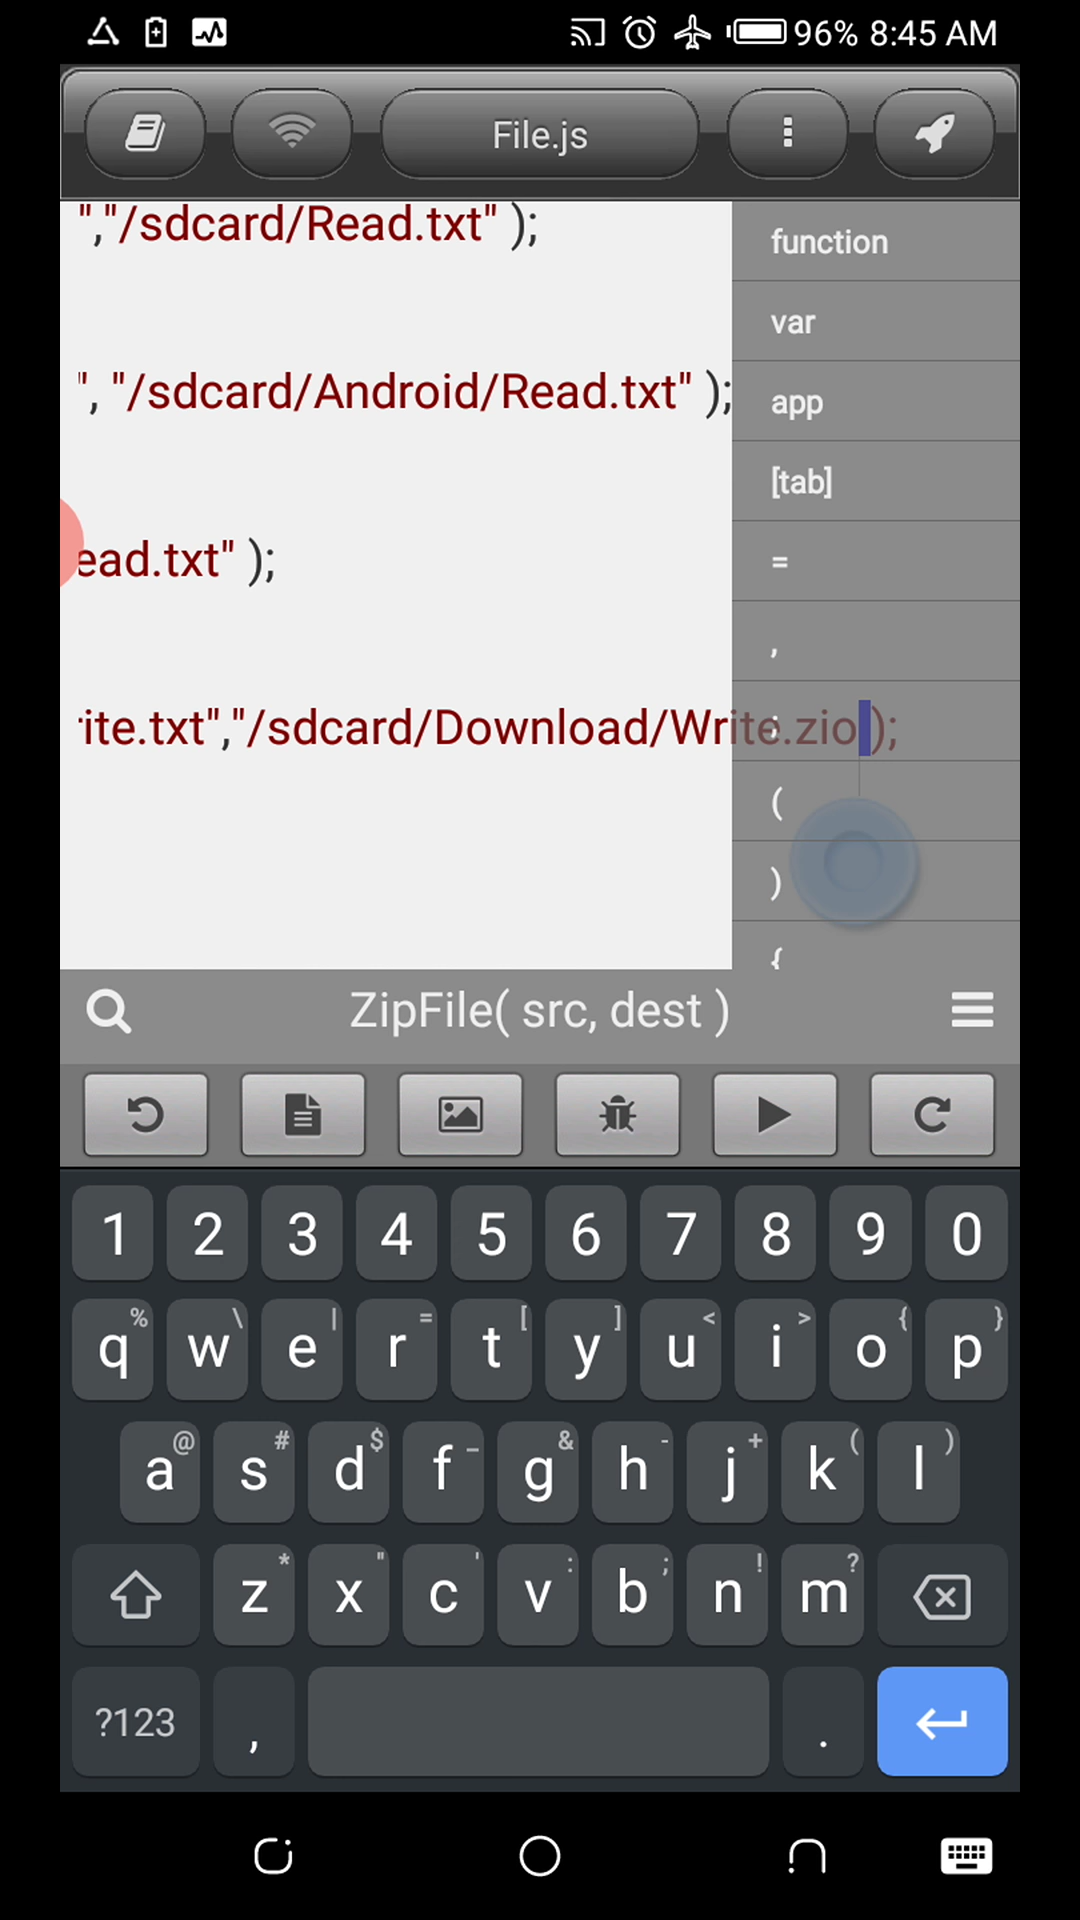 96% 8:45 AM
File.js
","/sdcard/Read.txt" );
", "/sdcard/Android/Read.txt" );
ead.txt" );
ite.txt","/sdcard/Download/Write.zio );
function
var
app
[tab]
=
,
;
(
)
{
ZipFile( src, dest )
1 2 3 4 5 6 7 8 9 0
% \ | = [ ] < > { }
q w e r t y u i o p
@ # $ _ & - + ( )
a s d f g h j k l
* " ' : ; ! ?
z x c v b n m
?123 , .